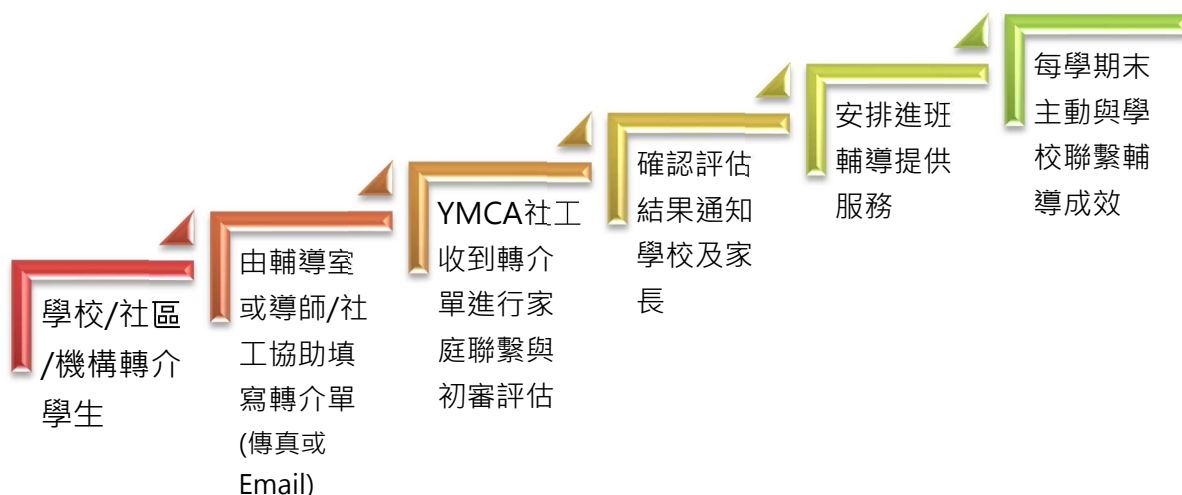 學校/社區
/機構轉介
學生
由輔導室
或導師/社
工協助填
寫轉介單
(傳真或
Email)
YMCA社工
收到轉介
單進行家
庭聯繫與
初審評估
確認評估
結果通知
學校及家
長
安排進班
輔導提供
服務
每學期末
主動與學
校聯繫輔
導成效